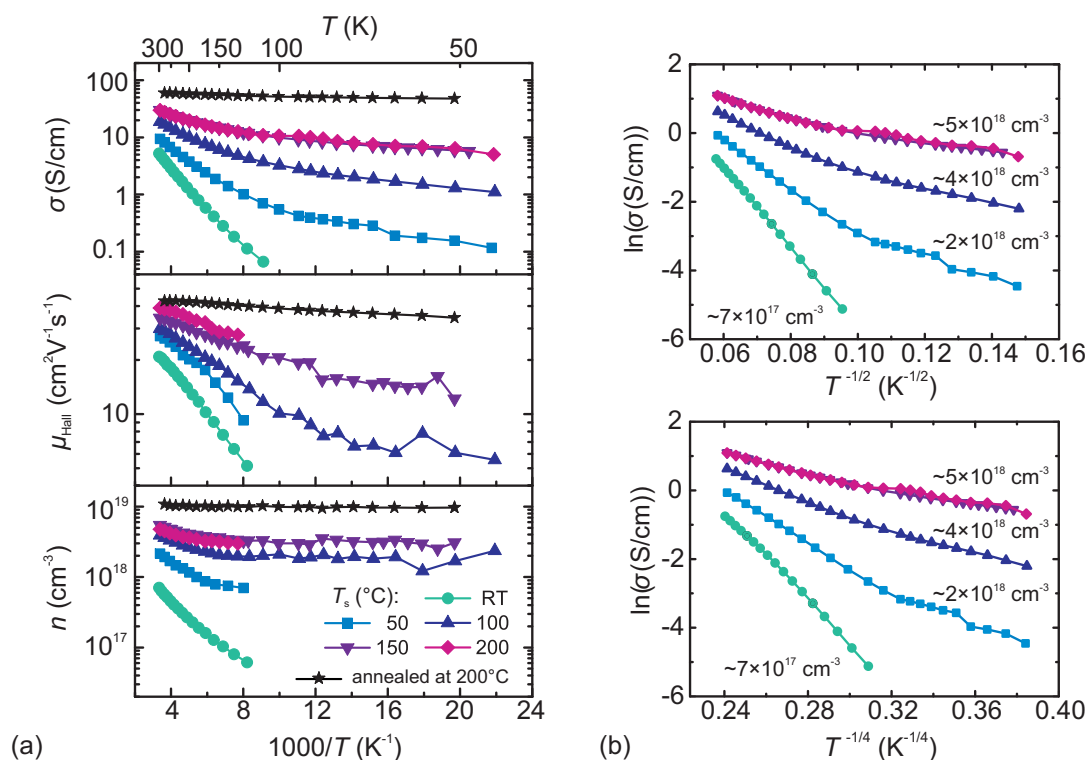 T (K)
300 150 100 50
100
10
1
0.1
σ(S/cm)
10
μHall (cm²V⁻¹s⁻¹)
10¹⁹
10¹⁸
10¹⁷
n (cm⁻³)
Tₛ (°C): RT
50 100
150 200
annealed at 200°C
4 8 12 16 20 24
1000/T (K⁻¹)
(a)
2
0
-2
-4
-6
ln(σ(S/cm))
~5×10¹⁸ cm⁻³
~4×10¹⁸ cm⁻³
~2×10¹⁸ cm⁻³
~7×10¹⁷ cm⁻³
0.06 0.08 0.10 0.12 0.14 0.16
T⁻¹/² (K⁻¹/²)
2
0
-2
-4
-6
ln(σ(S/cm))
~5×10¹⁸ cm⁻³
~4×10¹⁸ cm⁻³
~2×10¹⁸ cm⁻³
~7×10¹⁷ cm⁻³
0.24 0.28 0.32 0.36 0.40
T⁻¹/⁴ (K⁻¹/⁴)
(b)